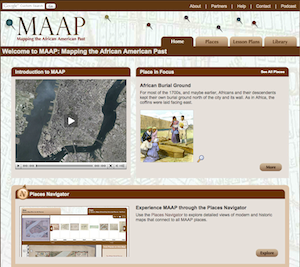 Google
About | Partners | Help | Contact | Podcast
MAAP
Mapping the African American Past
Home
Places
Lesson Plans
Library
Welcome to MAAP: Mapping the African American Past
Introduction to MAAP
Place in Focus
See All Places
African Burial Ground
For most of the 1700s, and maybe earlier, Africans and their descendants
kept their own burial ground north of the city and its wall. As in Africa, the
coffins were laid facing east.
More
Places Navigator
Experience MAAP through the Places Navigator
Use the Places Navigator to explore detailed views of modern and historic
maps that connect to all MAAP places.
Explore